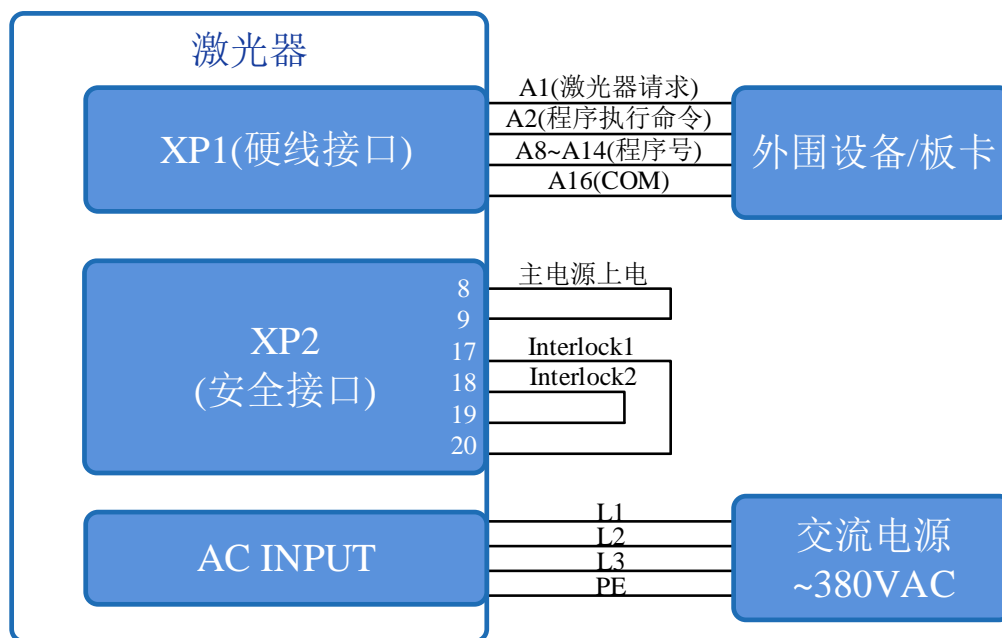 激光器
XP1(硬线接口)
A1(激光器请求)
A2(程序执行命令)
A8~A14(程序号)
A16(COM)
外围设备/板卡
XP2
(安全接口)
8
9
17
18
19
20
主电源上电
Interlock1
Interlock2
AC INPUT
L1
L2
L3
PE
交流电源
~380VAC